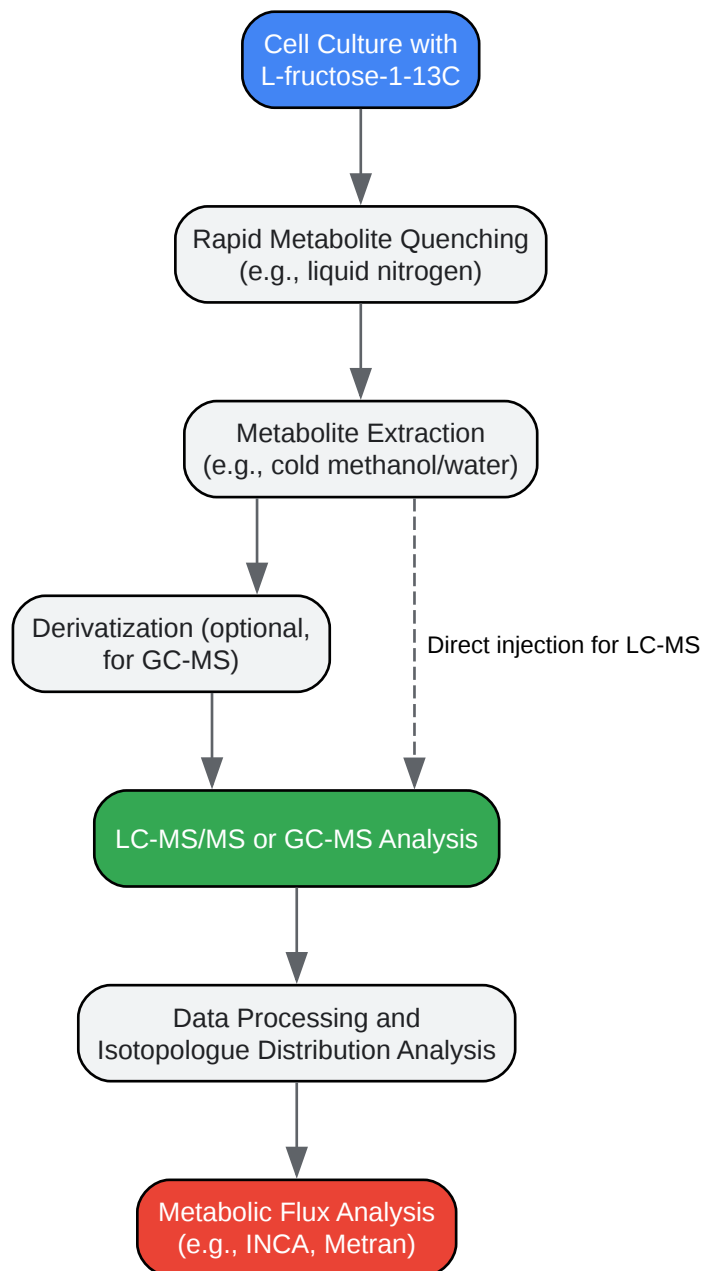 Cell Culture with
L-fructose-1-13C
Rapid Metabolite Quenching
(e.g., liquid nitrogen)
Metabolite Extraction
(e.g., cold methanol/water)
Derivatization (optional,
for GC-MS)
Direct injection for LC-MS
LC-MS/MS or GC-MS Analysis
Data Processing and
Isotopologue Distribution Analysis
Metabolic Flux Analysis
(e.g., INCA, Metran)